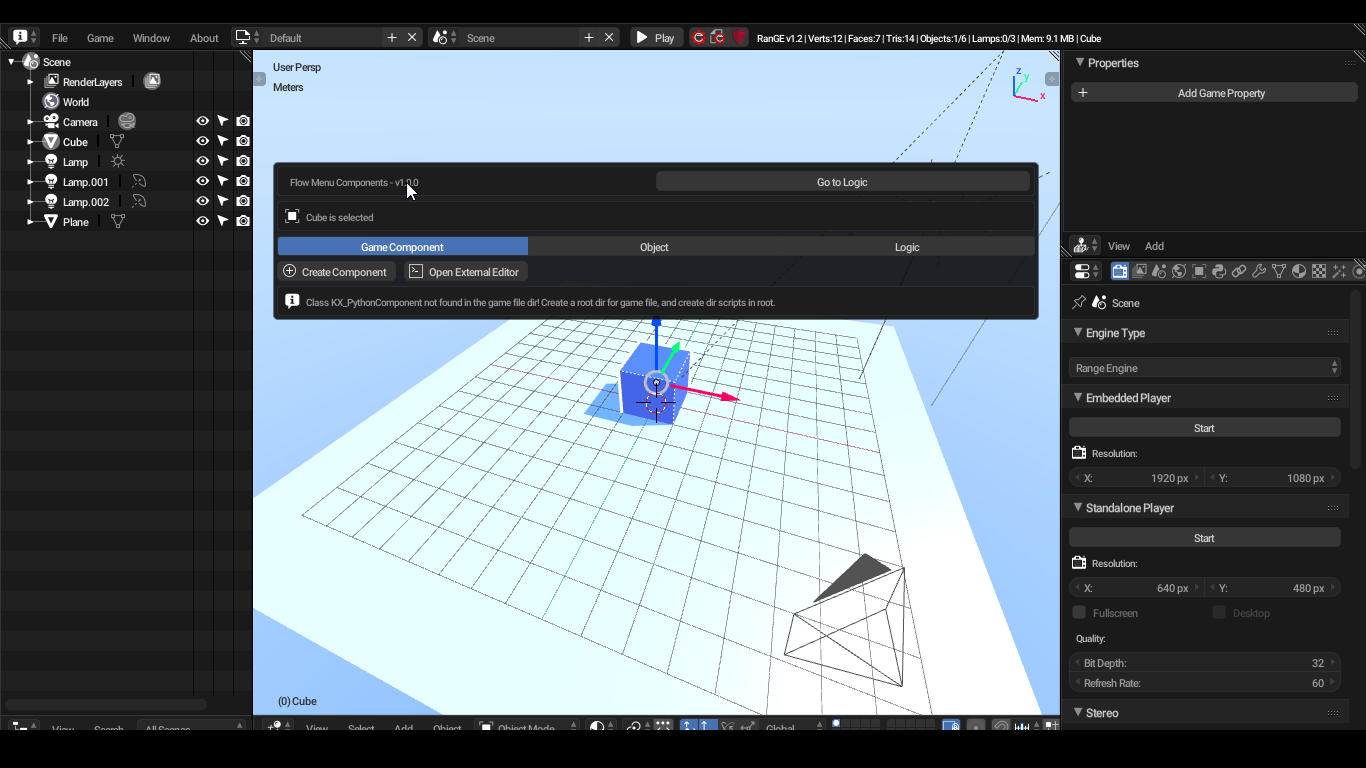 File Game Window About Default Scene Play RanGE v1.2 | Verts:12 | Faces:7 | Tris:14 | Objects:1/6 | Lamps:0/3 | Mem: 9.1 MB | Cube
Scene
RenderLayers
World
Camera
Cube
Lamp
Lamp.001
Lamp.002
Plane
View Search All Scenes
User Persp
Meters
z
y
x
Flow Menu Components - v1.0.0 Go to Logic
Cube is selected
Game Component Object Logic
Create Component Open External Editor
Class KX_PythonComponent not found in the game file dir! Create a root dir for game file, and create dir scripts in root.
(0) Cube
View Select Add Object Object Mode Global
Properties
Add Game Property
View Add
Scene
Engine Type
Range Engine
Embedded Player
Start
Resolution:
X: 1920 px Y: 1080 px
Standalone Player
Start
Resolution:
X: 640 px Y: 480 px
Fullscreen Desktop
Quality:
Bit Depth: 32
Refresh Rate: 60
Stereo